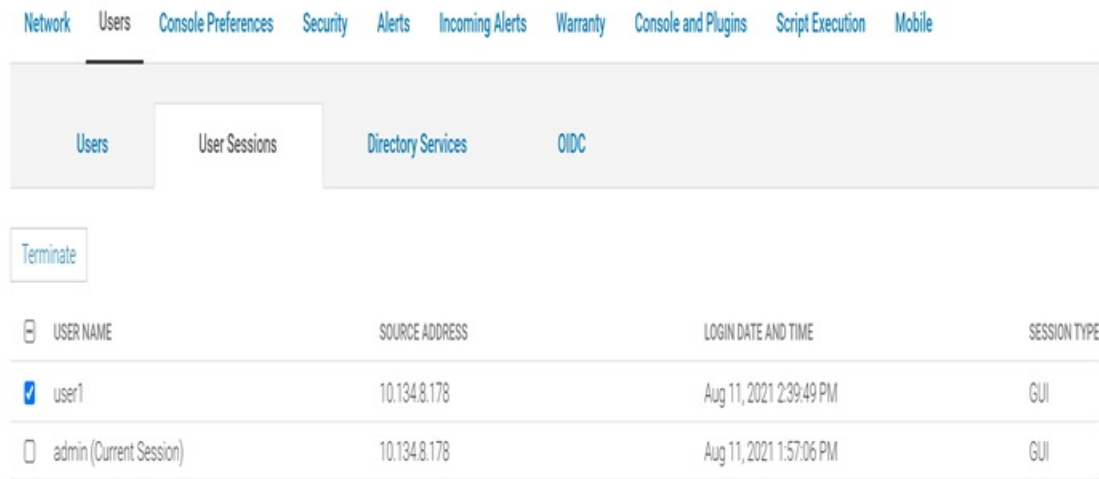 Network Users Console Preferences Security Alerts Incoming Alerts Warranty Console and Plugins Script Execution Mobile
Users User Sessions Directory Services OIDC
Terminate
USER NAME SOURCE ADDRESS LOGIN DATE AND TIME SESSION TYPE
user1 10.134.8.178 Aug 11, 2021 2:39:49 PM GUI
admin (Current Session) 10.134.8.178 Aug 11, 2021 1:57:06 PM GUI